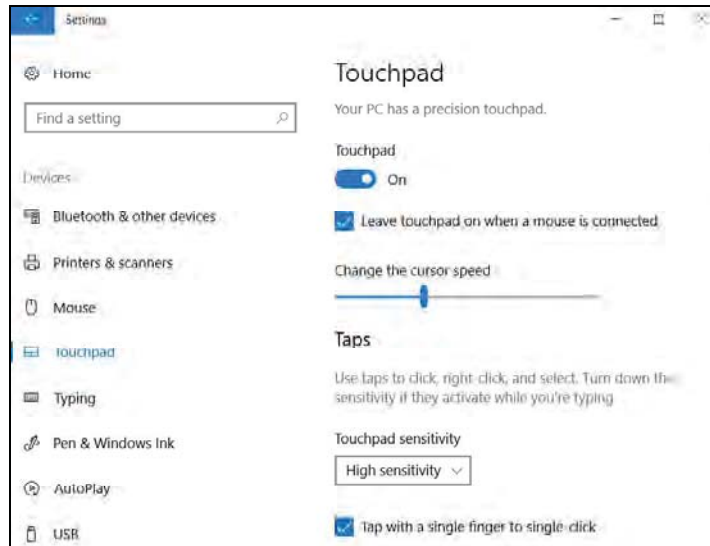 Settings
Home
Find a setting
Devices
Bluetooth & other devices
Printers & scanners
Mouse
Touchpad
Typing
Pen & Windows Ink
AutoPlay
USB
Touchpad
Your PC has a precision touchpad.
Touchpad
On
Leave touchpad on when a mouse is connected
Change the cursor speed
Taps
Use taps to click, right-click, and select. Turn down the
sensitivity if they activate while you're typing
Touchpad sensitivity
High sensitivity
Tap with a single finger to single-click